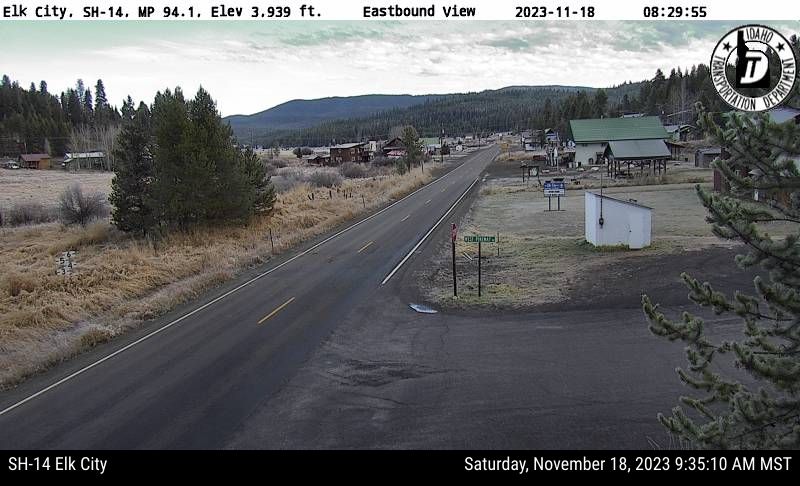 Elk City, SH-14, MP 94.1, Elev 3,939 ft. Eastbound View 2023-11-18 08:29:55
IDAHO
TRANSPORTATION DEPARTMENT
SH-14 Elk City Saturday, November 18, 2023 9:35:10 AM MST